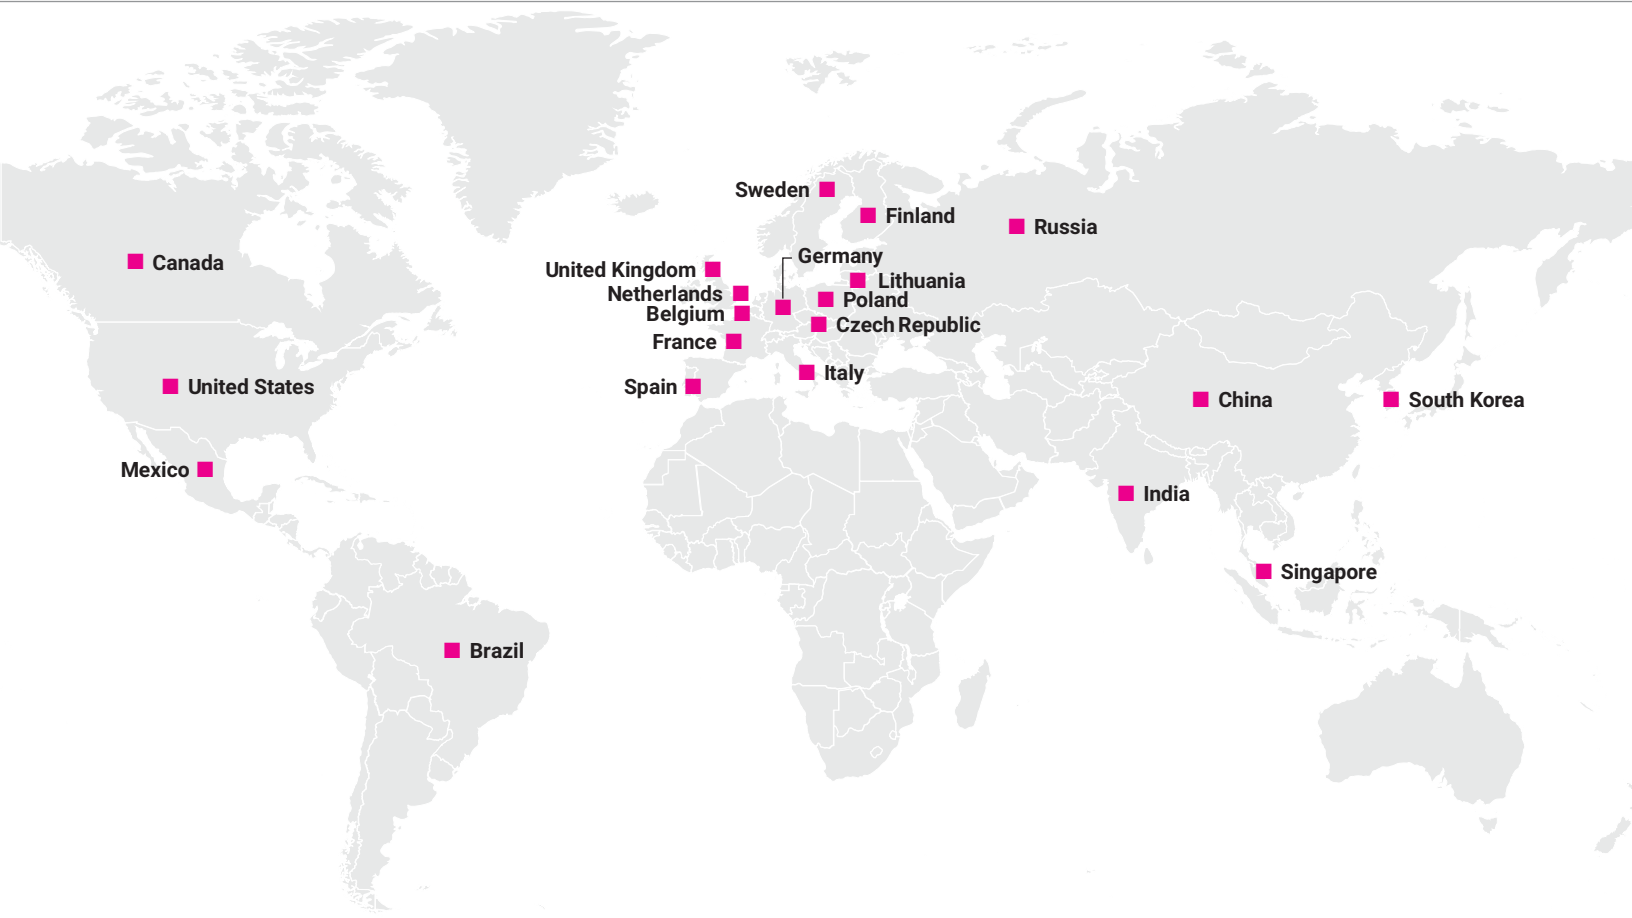 Sweden
Finland
Russia
Germany
Canada
United Kingdom
Lithuania
Netherlands
Poland
Belgium
Czech Republic
France
Italy
United States
Spain
China
South Korea
Mexico
India
Singapore
Brazil